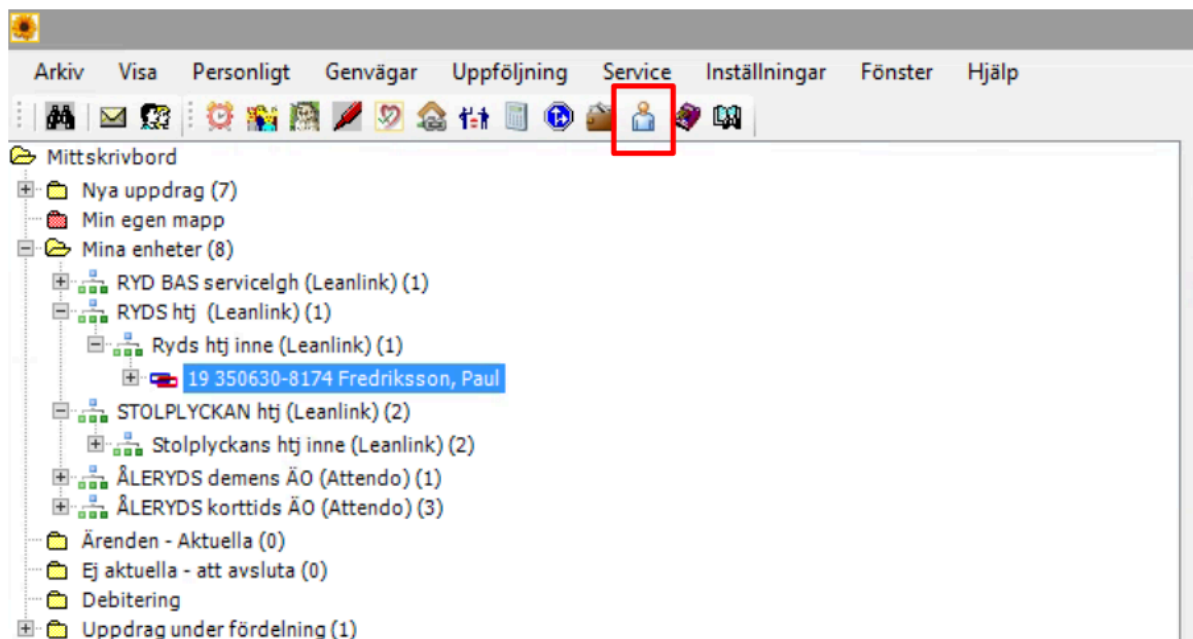 Arkiv Visa Personligt Genvägar Uppföljning Service Inställningar Fönster Hjälp
Mittskrivbord
Nya uppdrag (7)
Min egen mapp
Mina enheter (8)
RYD BAS servicelgh (Leanlink) (1)
RYDS htj (Leanlink) (1)
Ryds htj inne (Leanlink) (1)
19 350630-8174 Fredriksson, Paul
STOLPLYCKAN htj (Leanlink) (2)
Stolplyckans htj inne (Leanlink) (2)
ÅLERYDS demens ÄO (Attendo) (1)
ÅLERYDS korttids ÄO (Attendo) (3)
Ärenden - Aktuella (0)
Ej aktuella - att avsluta (0)
Debitering
Uppdrag under fördelning (1)